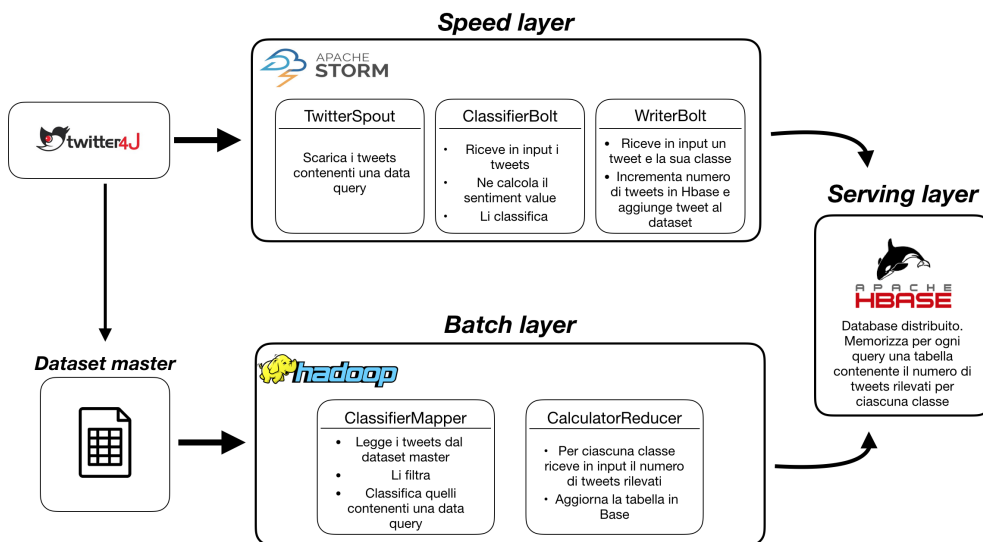 Speed layer
APACHE
STORM
twitter4J
TwitterSpout
Scarica i tweets
contenenti una data
query
ClassifierBolt
• Riceve in input i
tweets
• Ne calcola il
sentiment value
• Li classifica
WriterBolt
• Riceve in input un
tweet e la sua classe
• Incrementa numero
di tweets in Hbase e
aggiunge tweet al
dataset
Serving layer
APACHE
HBASE
Database distribuito.
Memorizza per ogni
query una tabella
contenente il numero di
tweets rilevati per
ciascuna classe
Dataset master
Batch layer
hadoop
ClassifierMapper
• Legge i tweets dal
dataset master
• Li filtra
• Classifica quelli
contenenti una data
query
CalculatorReducer
• Per ciascuna classe
riceve in input il numero
di tweets rilevati
• Aggiorna la tabella in
Base